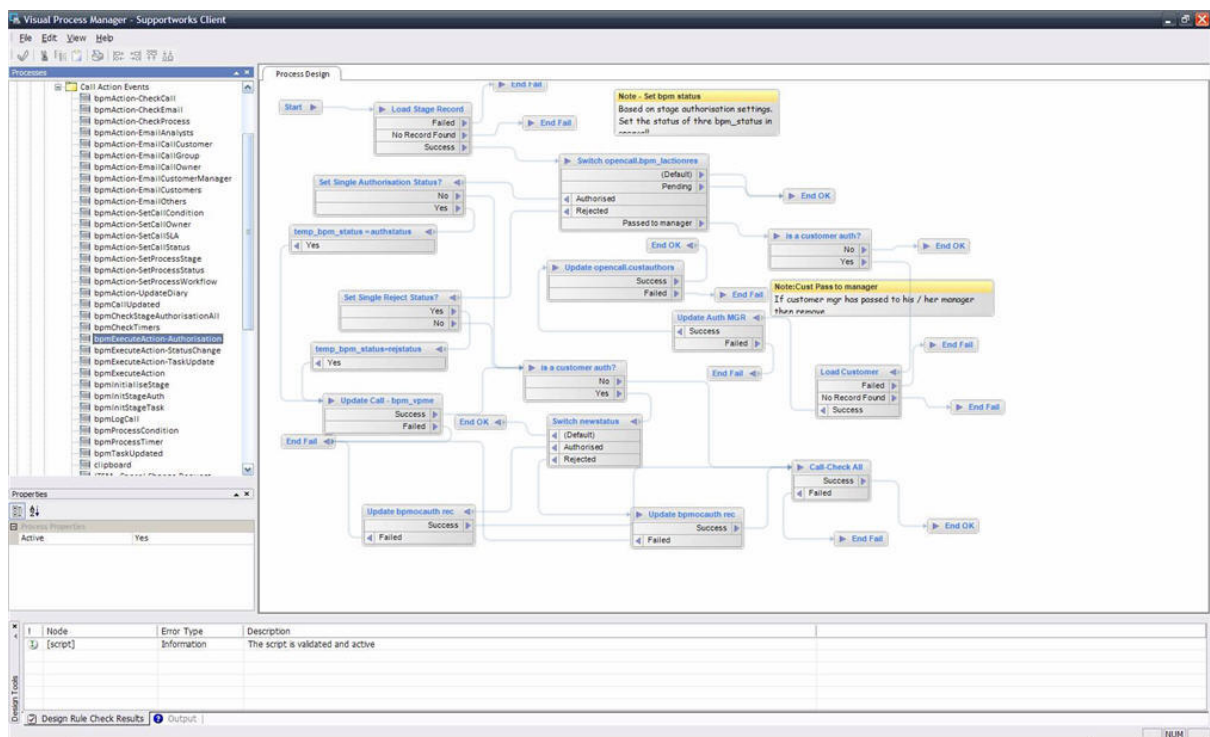 Visual Process Manager - Supportworks Client
File Edit View Help
Processes
Call Action Events
bpmAction-CheckCall
bpmAction-CheckEmail
bpmAction-CheckProcess
bpmAction-EmailAnalysts
bpmAction-EmailCallCustomer
bpmAction-EmailCallGroup
bpmAction-EmailCallOwner
bpmAction-EmailCustomerManager
bpmAction-EmailCustomers
bpmAction-EmailOthers
bpmAction-SetCallCondition
bpmAction-SetCallOwner
bpmAction-SetCallSLA
bpmAction-SetCallStatus
bpmAction-SetProcessStage
bpmAction-SetProcessStatus
bpmAction-SetProcessWorkflow
bpmAction-UpdateDiary
bpmCallUpdated
bpmCheckStageAuthorisationAll
bpmCheckTimers
bpmExecuteAction-Authorisation
bpmExecuteAction-StatusChange
bpmExecuteAction-TaskUpdate
bpmExecuteAction
bpmInitialiseStage
bpmInitStageAuth
bpmInitStageTask
bpmLogCall
bpmProcessCondition
bpmProcessTimer
bpmTaskUpdated
clipboard
Properties
Process Properties
Active Yes
Process Design
End Fail
Start
Load Stage Record
Failed
No Record Found
Success
End Fail
Note - Set bpm status
Based on stage authorisation settings.
Set the status of thre bpm_status in
opencall
Switch opencall.bpm_lactionres
(Default)
Pending
Authorised
Rejected
Passed to manager
End OK
Set Single Authorisation Status?
No
Yes
temp_bpm_status =authstatus
Yes
End OK
is a customer auth?
No
Yes
End OK
Update opencall.custauthors
Success
Failed
End Fail
Note:Cust Pass to manager
If customer mgr has passed to his / her manager
then remove
Set Single Reject Status?
Yes
No
Update Auth MGR
Success
Failed
End Fail
temp_bpm_status=rejstatus
Yes
End Fail
Load Customer
Failed
No Record Found
Success
End Fail
is a customer auth?
No
Yes
Update Call - bpm_vpme
Success
Failed
End Fail
End OK
Switch newstatus
(Default)
Authorised
Rejected
Call-Check All
Success
Failed
Update bpmocauth rec
Success
Failed
Update bpmocauth rec
Success
Failed
End OK
End Fail
! Node Error Type Description
[script] Information The script is validated and active
Design Tools
Design Rule Check Results Output
NUM